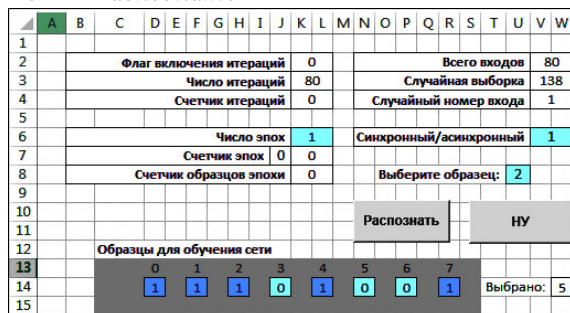 A B C D E F G H I J K L M N O P Q R S T U V W
1
2 Флаг включения итераций 0 Всего входов 80
3 Число итераций 80 Случайная выборка 138
4 Счетчик итераций 0 Случайный номер входа 1
5
6 Число эпох 1 Синхронный/асинхронный 1
7 Счетчик эпох 0 0
8 Счетчик образцов эпохи 0 Выберите образец: 2
9
10
Распознать НУ
11
12 Образцы для обучения сети
13 0 1 2 3 4 5 6 7
14 1 1 1 0 1 0 0 1 Выбрано: 5
15